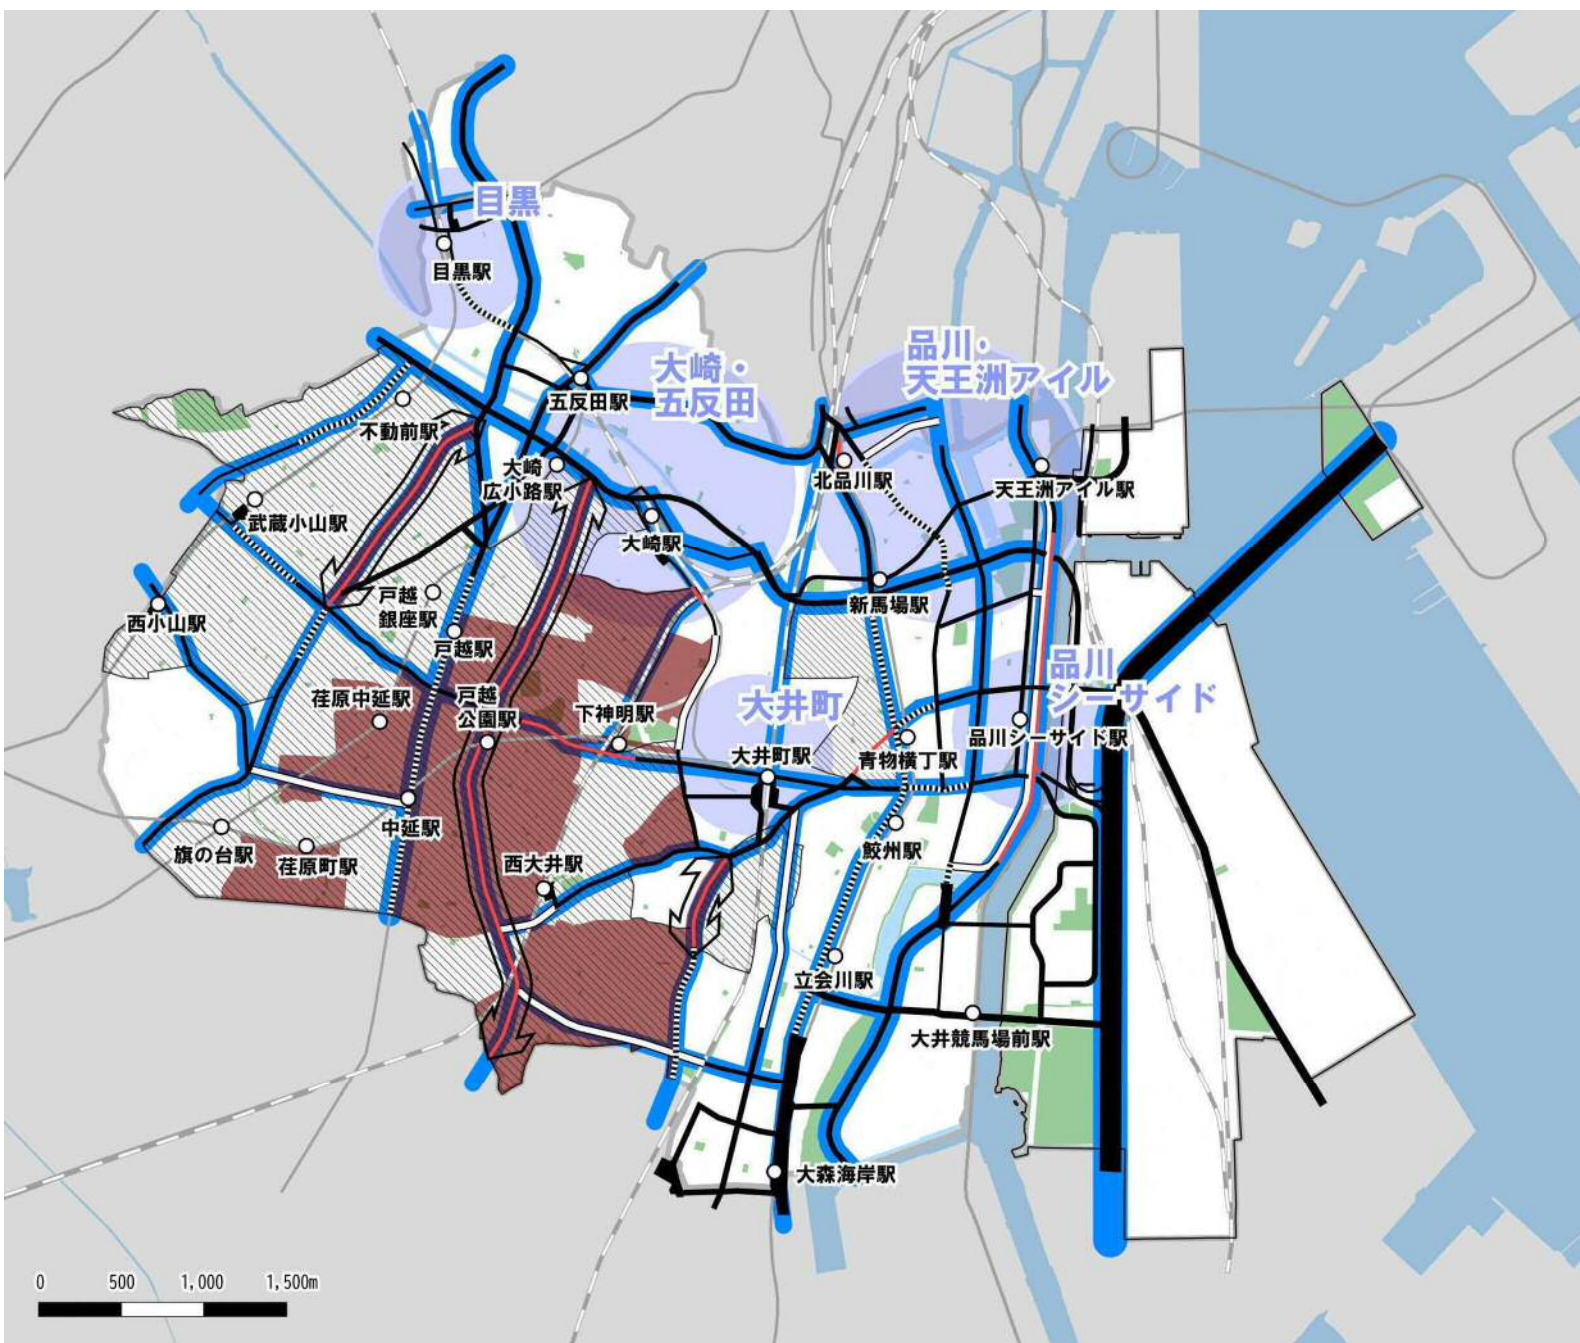 目黒
目黒駅
大崎・
五反田
品川・
天王洲アイル
五反田駅
不動前駅
大崎
広小路駅
北品川駅
天王洲アイル駅
武蔵小山駅
大崎駅
戸越
銀座駅
新馬場駅
西小山駅
戸越駅
品川
シーサイド
荏原中延駅
戸越
公園駅
下神明駅
大井町
品川シーサイド駅
大井町駅
青物横丁駅
中延駅
旗の台駅
荏原町駅
鮫州駅
西大井駅
立会川駅
大井競馬場前駅
大森海岸駅
0 500 1,000 1,500m